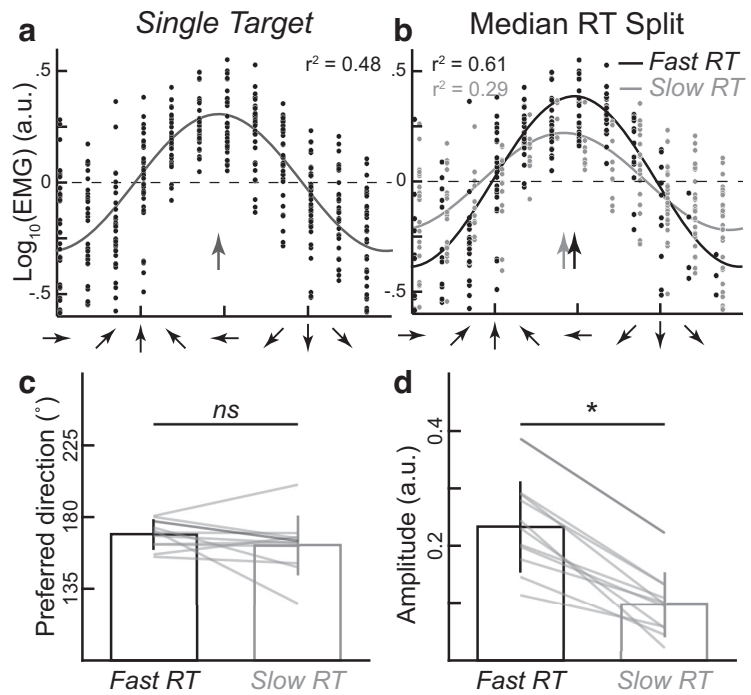 a Single Target
b Median RT Split
r² = 0.48
r² = 0.61
r² = 0.29
Fast RT
Slow RT
Log10(EMG) (a.u.)
.5
0
-.5
.5
0
-.5
c
ns
Preferred direction (°)
225
180
135
Fast RT Slow RT
d
*
Amplitude (a.u.)
0.4
0.2
Fast RT Slow RT